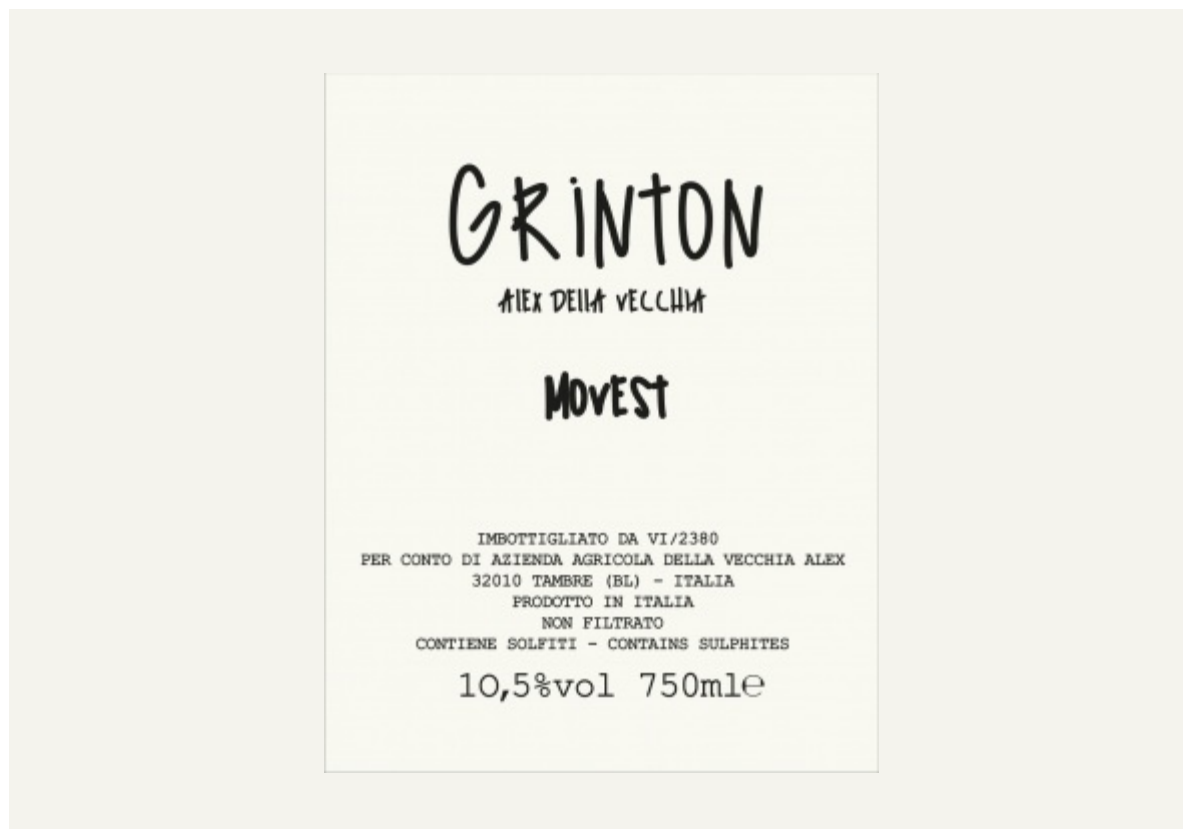 GRiNTON
ALEX DELLA VECCHIA
MOVEST
IMBOTTIGLIATO DA VI/2380
PER CONTO DI AZIENDA AGRICOLA DELLA VECCHIA ALEX
32010 TAMBRE (BL) - ITALIA
PRODOTTO IN ITALIA
NON FILTRATO
CONTIENE SOLFITI - CONTAINS SULPHITES
10,5%vol 750ml℮